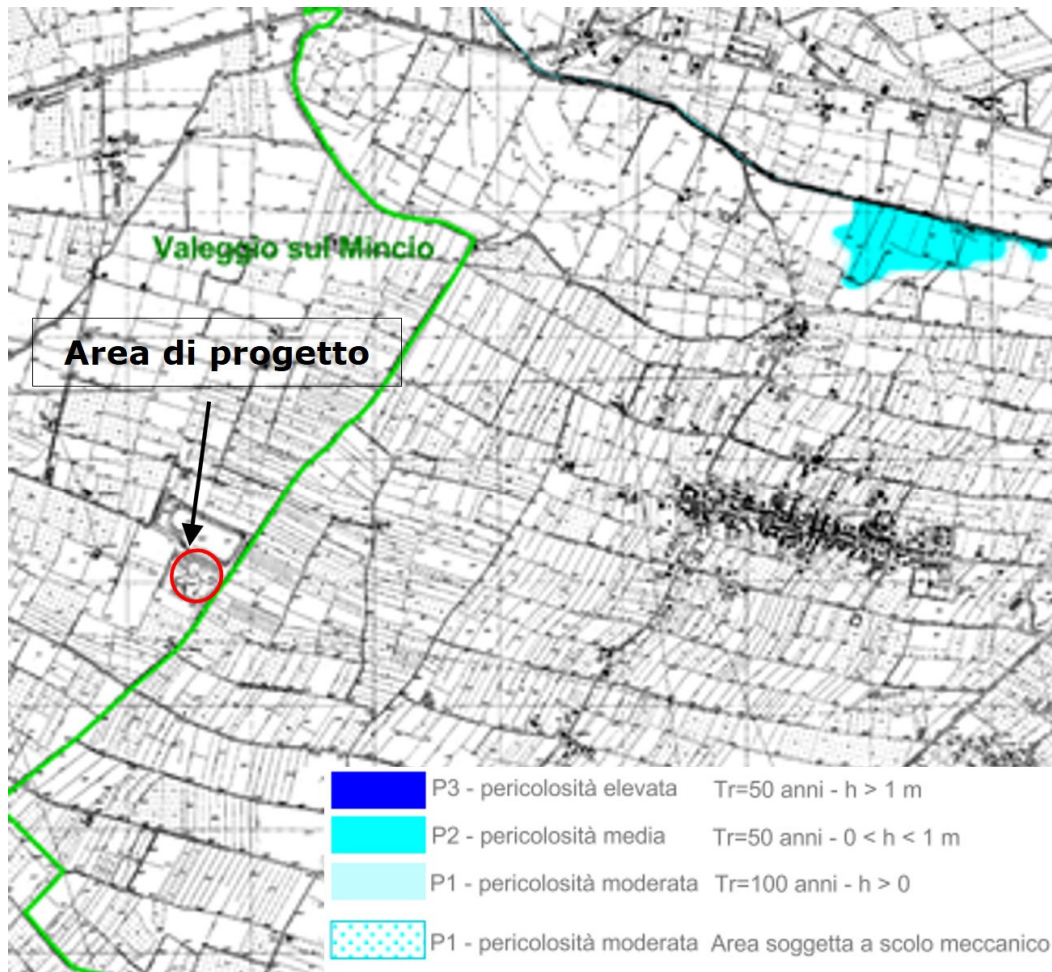 Valeggio sul Mincio
Area di progetto
P3 - pericolosità elevata Tr=50 anni - h > 1 m
P2 - pericolosità media Tr=50 anni - 0 < h < 1 m
P1 - pericolosità moderata Tr=100 anni - h > 0
P1 - pericolosità moderata Area soggetta a scolo meccanico